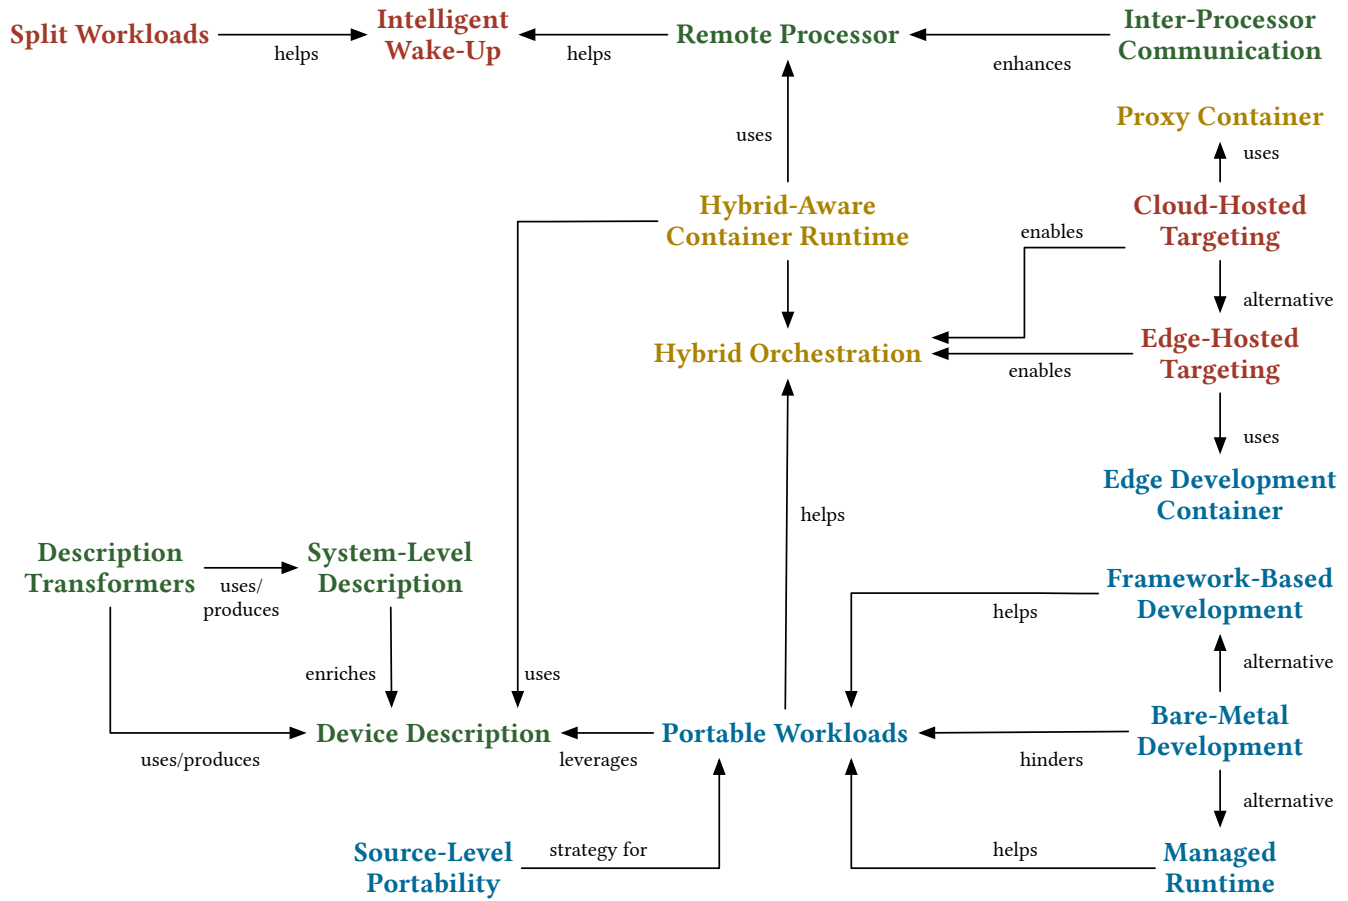 Split Workloads
helps
Intelligent
Wake-Up
helps
Remote Processor
enhances
Inter-Processor
Communication
Proxy Container
uses
uses
Hybrid-Aware
Container Runtime
Cloud-Hosted
Targeting
enables
alternative
Hybrid Orchestration
Edge-Hosted
Targeting
enables
uses
Edge Development
Container
helps
Description
Transformers
uses/
produces
System-Level
Description
Framework-Based
Development
helps
alternative
enriches
uses
Device Description
uses/produces
leverages
Portable Workloads
hinders
Bare-Metal
Development
alternative
Source-Level
Portability
strategy for
helps
Managed
Runtime